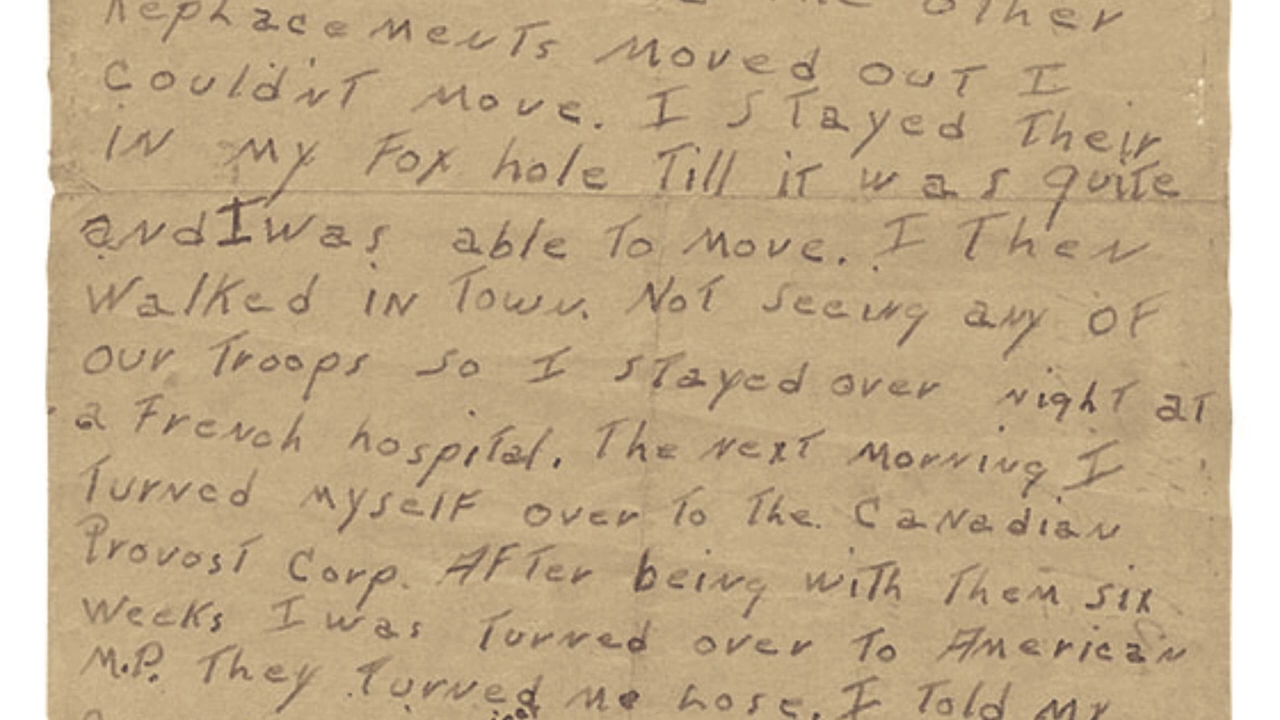 other
Replacements moved out I
couldn't move. I stayed their
in my Fox hole Till it was quite
and I was able To move. I Then
walked in Town. Not seeing any of
our Troops so I stayed over night at
a French hospital. The next morning I
Turned myself over to the Canadian
Provost Corp. After being with them six
weeks I was Turned over to American
M.P. They Turned me lose. I Told my